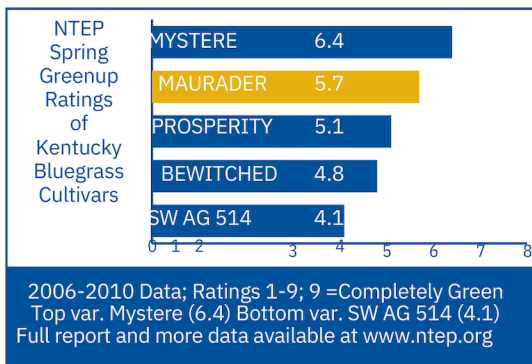 NTEP
Spring
Greenup
Ratings
of
Kentucky
Bluegrass
Cultivars
MYSTERE 6.4
MAURADER 5.7
PROSPERITY 5.1
BEWITCHED 4.8
SW AG 514 4.1
0 1 2 3 4 5 6 7 8
2006-2010 Data; Ratings 1-9; 9 =Completely Green
Top var. Mystere (6.4) Bottom var. SW AG 514 (4.1)
Full report and more data available at www.ntep.org